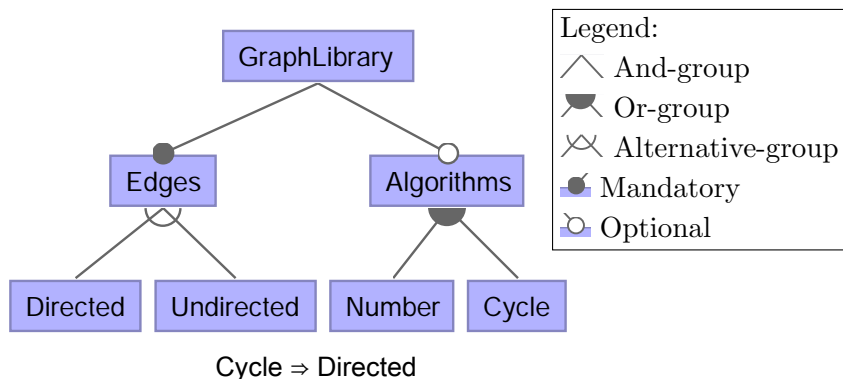 GraphLibrary
Edges
Algorithms
Directed
Undirected
Number
Cycle
Cycle ⇒ Directed
Legend:
And-group
Or-group
Alternative-group
Mandatory
Optional